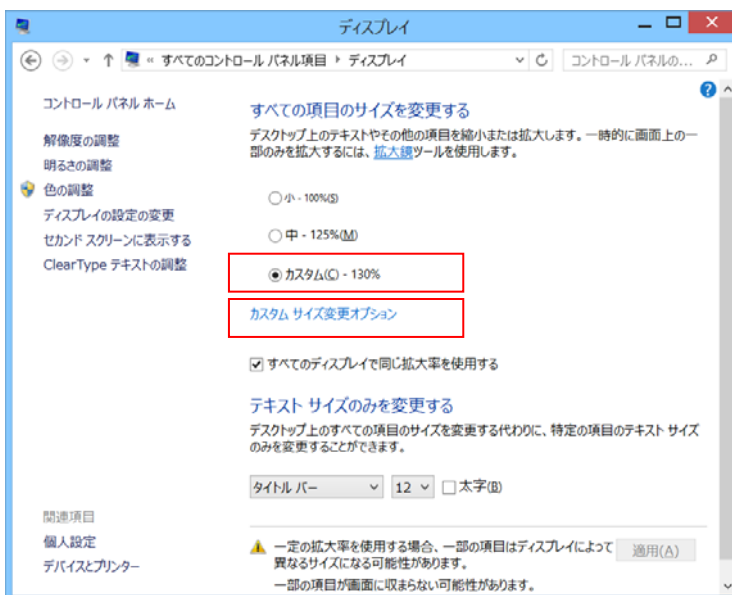 ディスプレイ
« すべてのコントロール パネル項目 ▸ ディスプレイ
コントロール パネルの...
コントロール パネル ホーム
解像度の調整
明るさの調整
色の調整
ディスプレイの設定の変更
セカンド スクリーンに表示する
ClearType テキストの調整
すべての項目のサイズを変更する
デスクトップ上のテキストやその他の項目を縮小または拡大します。一時的に画面上の一
部のみを拡大するには、拡大鏡ツールを使用します。
小 - 100%(S)
中 - 125%(M)
カスタム(C) - 130%
カスタム サイズ変更オプション
すべてのディスプレイで同じ拡大率を使用する
テキスト サイズのみを変更する
デスクトップ上のすべての項目のサイズを変更する代わりに、特定の項目のテキスト サイズ
のみを変更することができます。
タイトル バー 12 太字(B)
関連項目
個人設定
デバイスとプリンター
一定の拡大率を使用する場合、一部の項目はディスプレイによって
異なるサイズになる可能性があります。
一部の項目が画面に収まらない可能性があります。
適用(A)